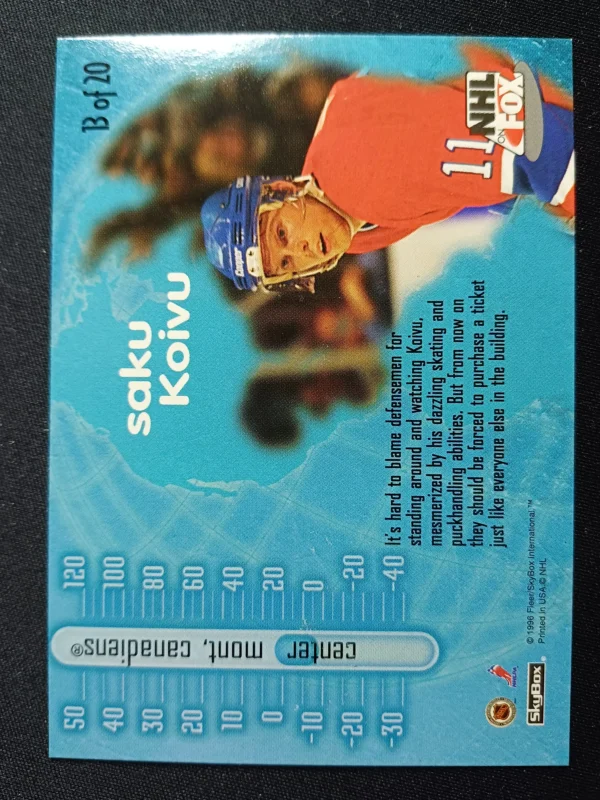 13 of 20
saku
Koivu
Cooper
11
NHL
ON
FOX
It's hard to blame defensemen for
standing around and watching Koivu,
mesmerized by his dazzling skating and
puckhandling abilities. But from now on
they should be forced to purchase a ticket
just like everyone else in the building.
120
100
80
60
40
20
0
-20
-40
center mont. canadiens®
50
40
30
20
10
0
-10
-20
-30
© 1996 Fleer/SkyBox International.™
Printed in USA © NHL
NHLPA
SkyBox